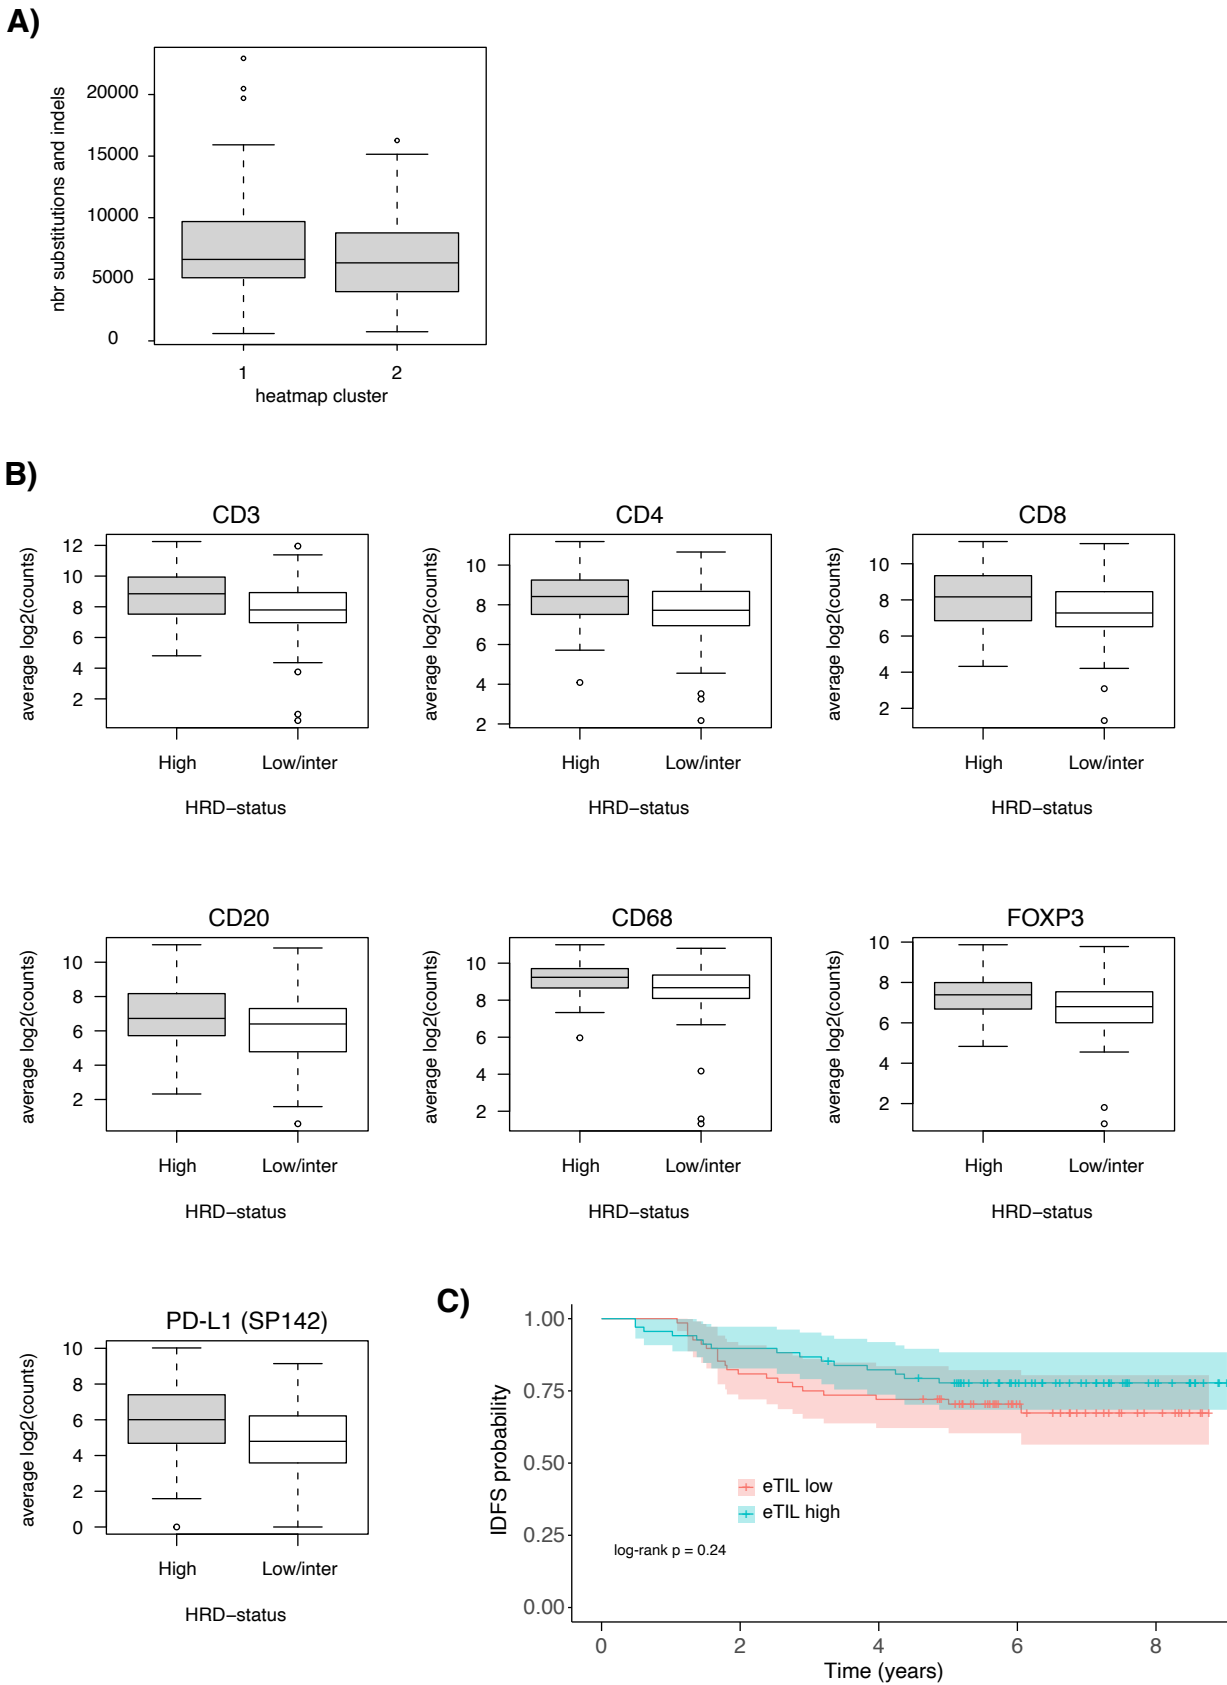 A)
nbr substitutions and indels
20000
15000
10000
5000
0
1 2
heatmap cluster
B)
CD3
average log2(counts)
12
10
8
6
4
2
High Low/inter
HRD−status
CD4
average log2(counts)
10
8
6
4
2
High Low/inter
HRD−status
CD8
average log2(counts)
10
8
6
4
2
High Low/inter
HRD−status
CD20
average log2(counts)
10
8
6
4
2
High Low/inter
HRD−status
CD68
average log2(counts)
10
8
6
4
2
High Low/inter
HRD−status
FOXP3
average log2(counts)
10
8
6
4
2
High Low/inter
HRD−status
PD-L1 (SP142)
average log2(counts)
10
8
6
4
2
0
High Low/inter
HRD−status
C)
IDFS probability
1.00
0.75
0.50
0.25
0.00
eTIL low
eTIL high
log-rank p = 0.24
0 2 4 6 8
Time (years)